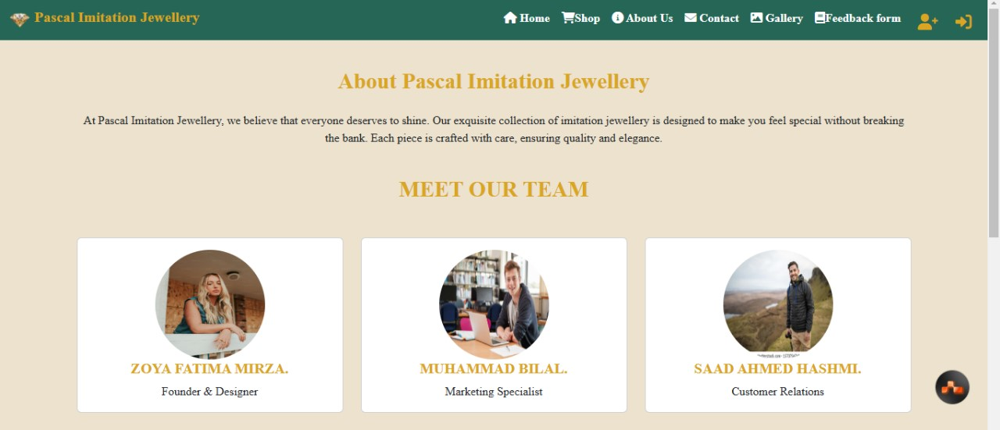 Pascal Imitation Jewellery
Home Shop About Us Contact Gallery Feedback form
About Pascal Imitation Jewellery
At Pascal Imitation Jewellery, we believe that everyone deserves to shine. Our exquisite collection of imitation jewellery is designed to make you feel special without breaking
the bank. Each piece is crafted with care, ensuring quality and elegance.
MEET OUR TEAM
ZOYA FATIMA MIRZA.
Founder & Designer
MUHAMMAD BILAL.
Marketing Specialist
SAAD AHMED HASHMI.
Customer Relations